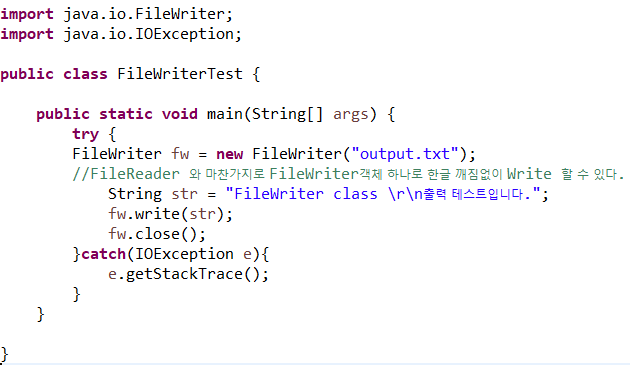 import java.io.FileWriter;
import java.io.IOException;
public class FileWriterTest {
public static void main(String[] args) {
try {
FileWriter fw = new FileWriter("output.txt");
//FileReader 와 마찬가지로 FileWriter객체 하나로 한글 깨짐없이 Write 할 수 있다.
String str = "FileWriter class \r\n출력 테스트입니다.";
fw.write(str);
fw.close();
}catch(IOException e){
e.getStackTrace();
}
}
}